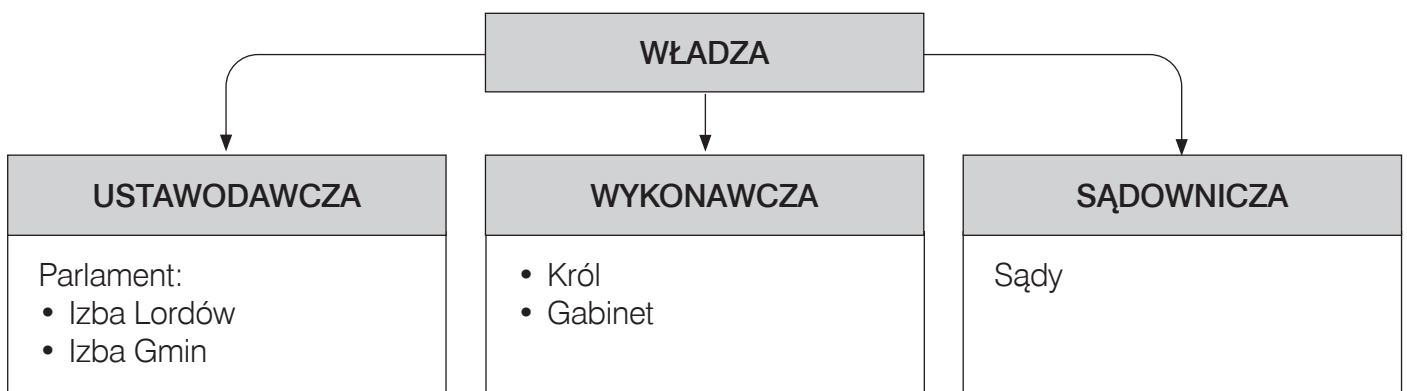 WŁADZA
USTAWODAWCZA
Parlament:
• Izba Lordów
• Izba Gmin
WYKONAWCZA
• Król
• Gabinet
SĄDOWNICZA
Sądy